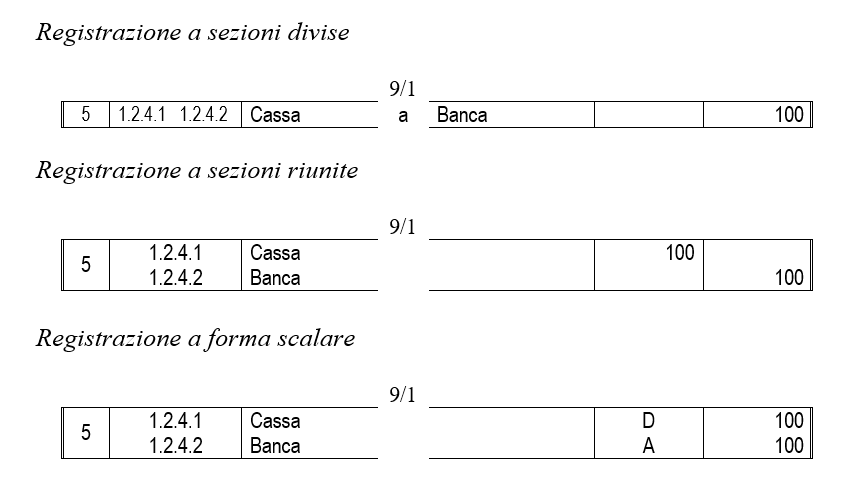 Registrazione a sezioni divise
9/1
5 1.2.4.1 1.2.4.2 Cassa a Banca 100
Registrazione a sezioni riunite
9/1
5
1.2.4.1 Cassa 100
1.2.4.2 Banca 100
Registrazione a forma scalare
9/1
5
1.2.4.1 Cassa D 100
1.2.4.2 Banca A 100